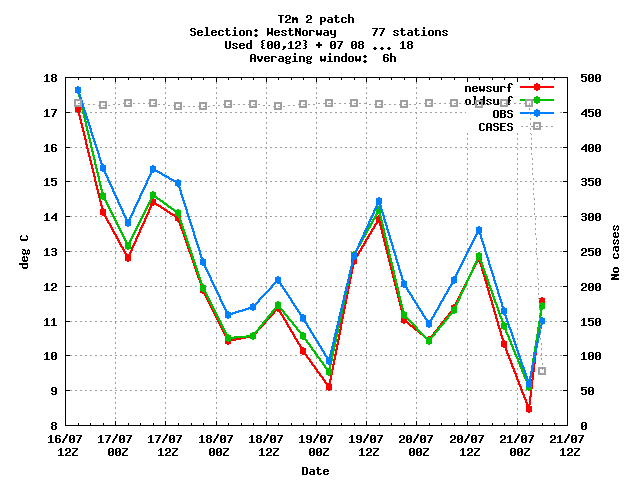 T2m 2 patch
Selection: WestNorway 77 stations
Used {00,12} + 07 08 ... 18
Averaging window: 6h
deg C
18
17
16
15
14
13
12
11
10
9
8
newsurf
oldsurf
OBS
CASES
500
450
400
350
300
250
200
150
100
50
0
No cases
16/07 17/07 17/07 18/07 18/07 19/07 19/07 20/07 20/07 21/07 21/07
12Z 00Z 12Z 00Z 12Z 00Z 12Z 00Z 12Z 00Z 12Z
Date